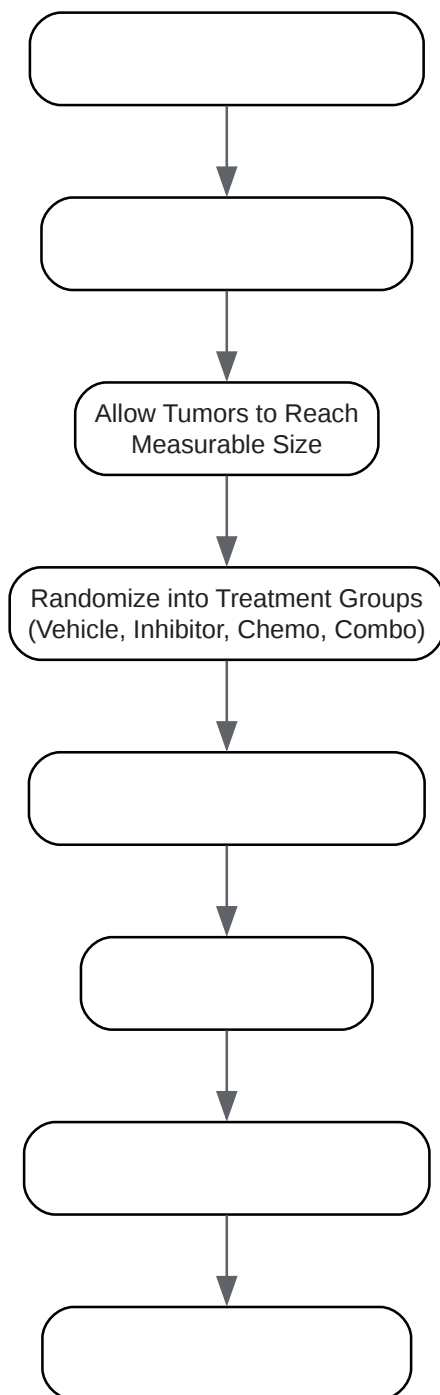 Allow Tumors to Reach
Measurable Size
Randomize into Treatment Groups
(Vehicle, Inhibitor, Chemo, Combo)